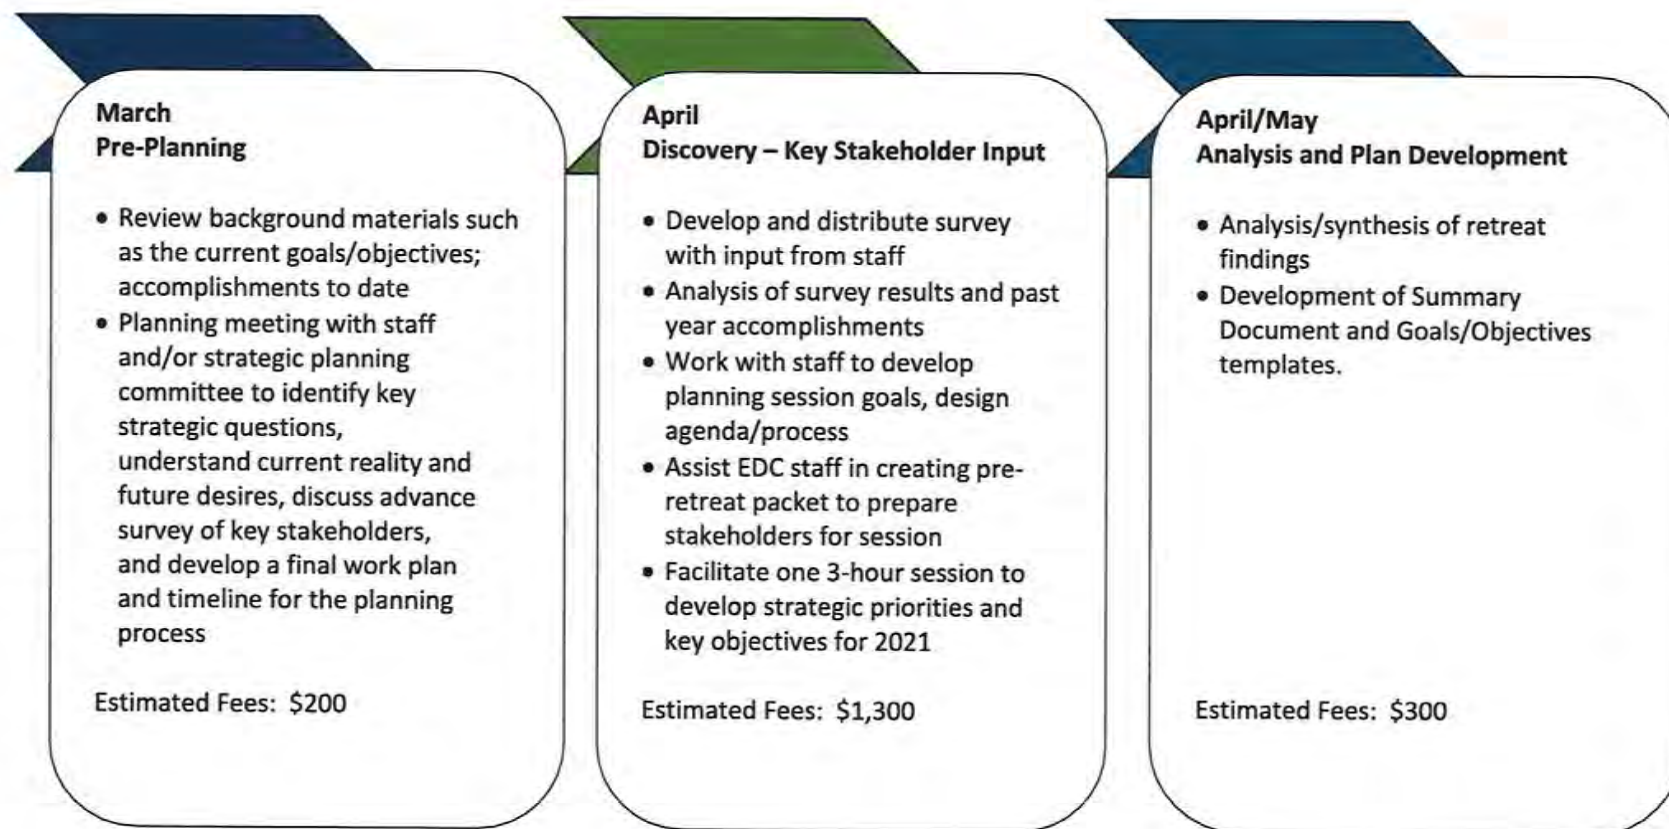 March
Pre-Planning
• Review background materials such
as the current goals/objectives;
accomplishments to date
• Planning meeting with staff
and/or strategic planning
committee to identify key
strategic questions,
understand current reality and
future desires, discuss advance
survey of key stakeholders,
and develop a final work plan
and timeline for the planning
process
Estimated Fees: $200
April
Discovery – Key Stakeholder Input
• Develop and distribute survey
with input from staff
• Analysis of survey results and past
year accomplishments
• Work with staff to develop
planning session goals, design
agenda/process
• Assist EDC staff in creating pre-
retreat packet to prepare
stakeholders for session
• Facilitate one 3-hour session to
develop strategic priorities and
key objectives for 2021
Estimated Fees: $1,300
April/May
Analysis and Plan Development
• Analysis/synthesis of retreat
findings
• Development of Summary
Document and Goals/Objectives
templates.
Estimated Fees: $300